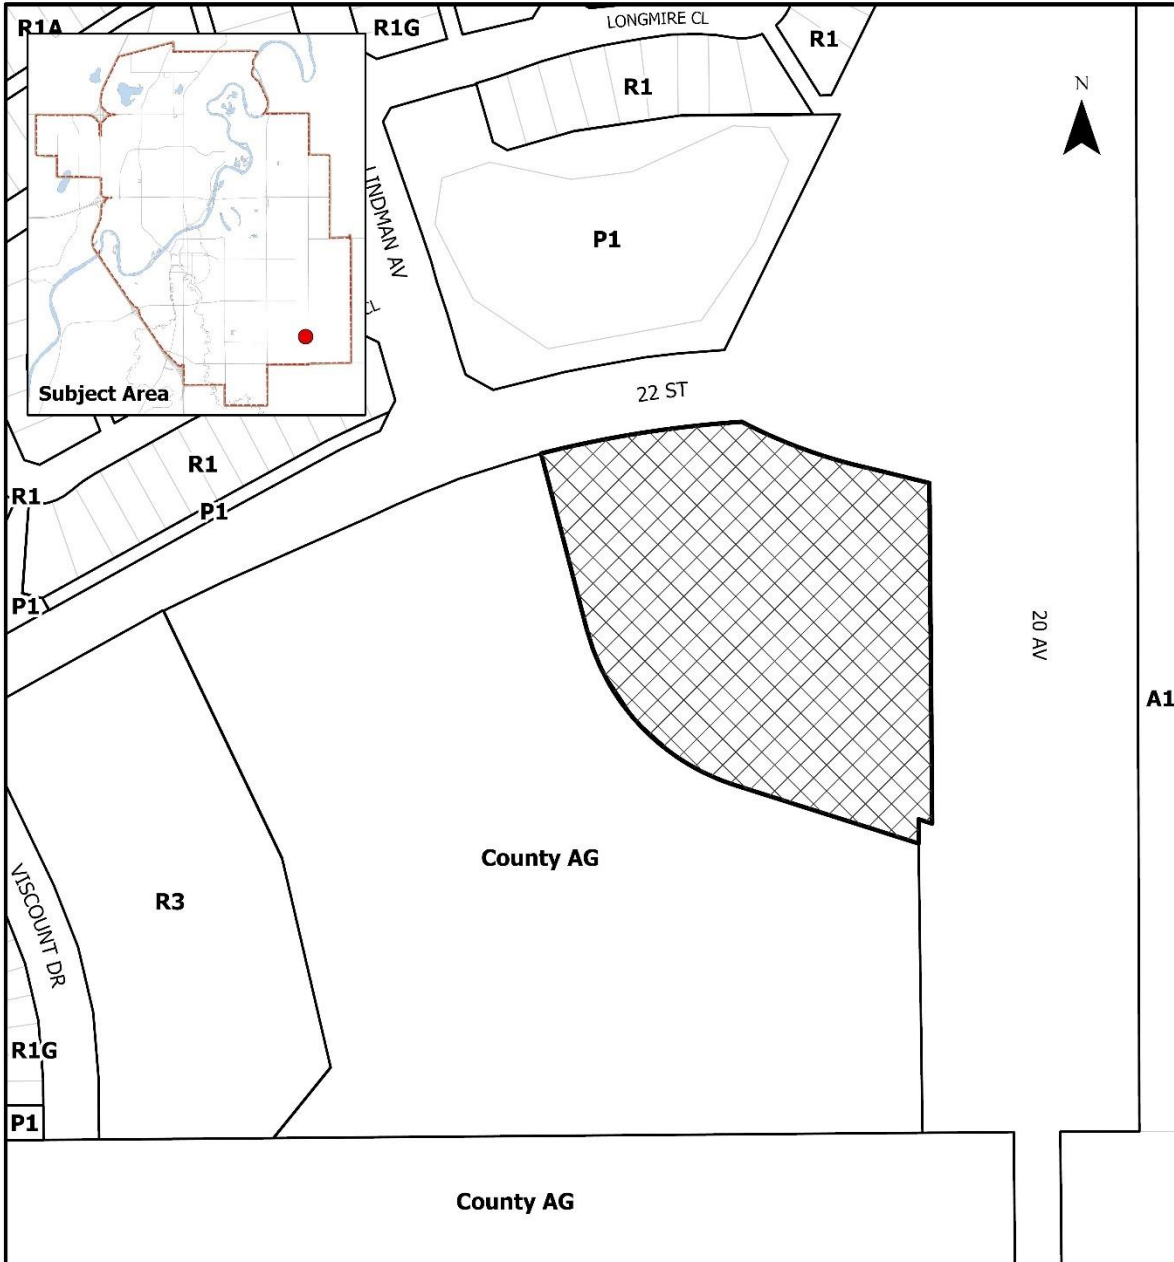 R1A
R1G
LONGMIRE CL
R1
R1
N
LINDMAN AV
P1
CL
Subject Area
22 ST
R1
R1
P1
P1
20 AV
A1
County AG
VISCOUNT DR
R3
R1G
P1
County AG